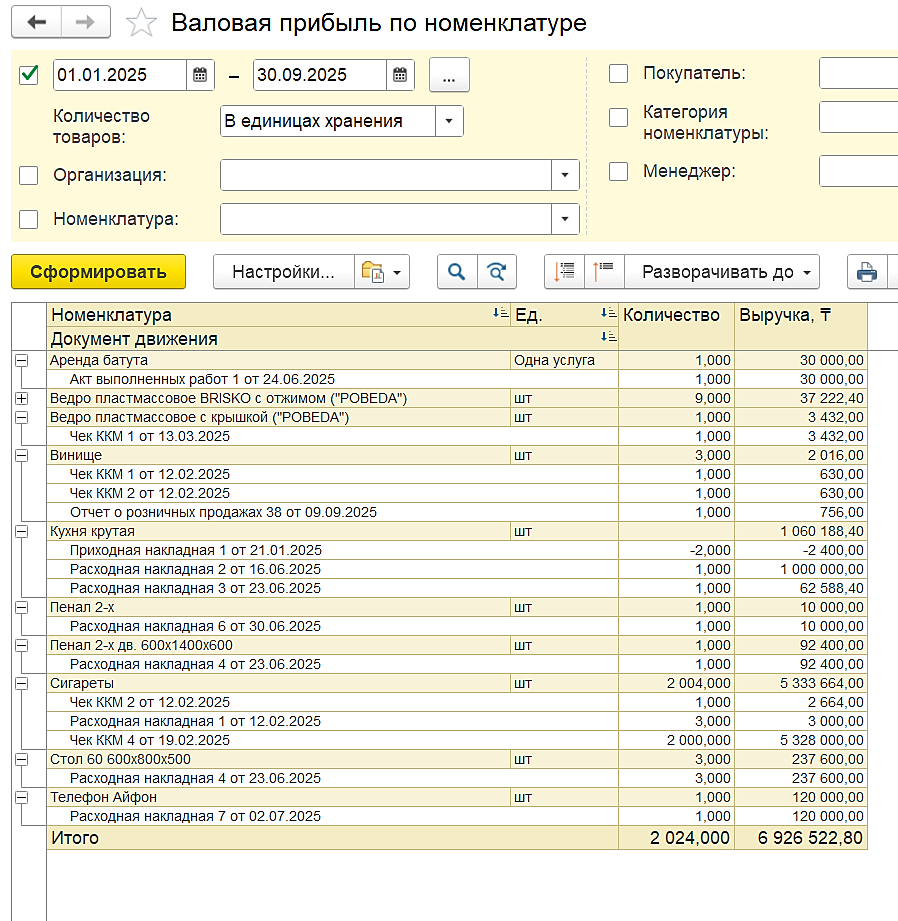 Валовая прибыль по номенклатуре
01.01.2025 – 30.09.2025 ...
Покупатель:
Количество товаров: В единицах хранения
Категория номенклатуры:
Организация:
Менеджер:
Номенклатура:
Сформировать Настройки... Разворачивать до
Номенклатура Ед. Количество Выручка, ₸
Документ движения
Аренда батута Одна услуга 1,000 30 000,00
Акт выполненных работ 1 от 24.06.2025 1,000 30 000,00
Ведро пластмассовое BRISKO с отжимом ("POBEDA") шт 9,000 37 222,40
Ведро пластмассовое с крышкой ("POBEDA") шт 1,000 3 432,00
Чек ККМ 1 от 13.03.2025 1,000 3 432,00
Винище шт 3,000 2 016,00
Чек ККМ 1 от 12.02.2025 1,000 630,00
Чек ККМ 2 от 12.02.2025 1,000 630,00
Отчет о розничных продажах 38 от 09.09.2025 1,000 756,00
Кухня крутая шт 1 060 188,40
Приходная накладная 1 от 21.01.2025 -2,000 -2 400,00
Расходная накладная 2 от 16.06.2025 1,000 1 000 000,00
Расходная накладная 3 от 23.06.2025 1,000 62 588,40
Пенал 2-х шт 1,000 10 000,00
Расходная накладная 6 от 30.06.2025 1,000 10 000,00
Пенал 2-х дв. 600х1400х600 шт 1,000 92 400,00
Расходная накладная 4 от 23.06.2025 1,000 92 400,00
Сигареты шт 2 004,000 5 333 664,00
Чек ККМ 2 от 12.02.2025 1,000 2 664,00
Расходная накладная 1 от 12.02.2025 3,000 3 000,00
Чек ККМ 4 от 19.02.2025 2 000,000 5 328 000,00
Стол 60 600х800х500 шт 3,000 237 600,00
Расходная накладная 4 от 23.06.2025 3,000 237 600,00
Телефон Айфон шт 1,000 120 000,00
Расходная накладная 7 от 02.07.2025 1,000 120 000,00
Итого 2 024,000 6 926 522,80